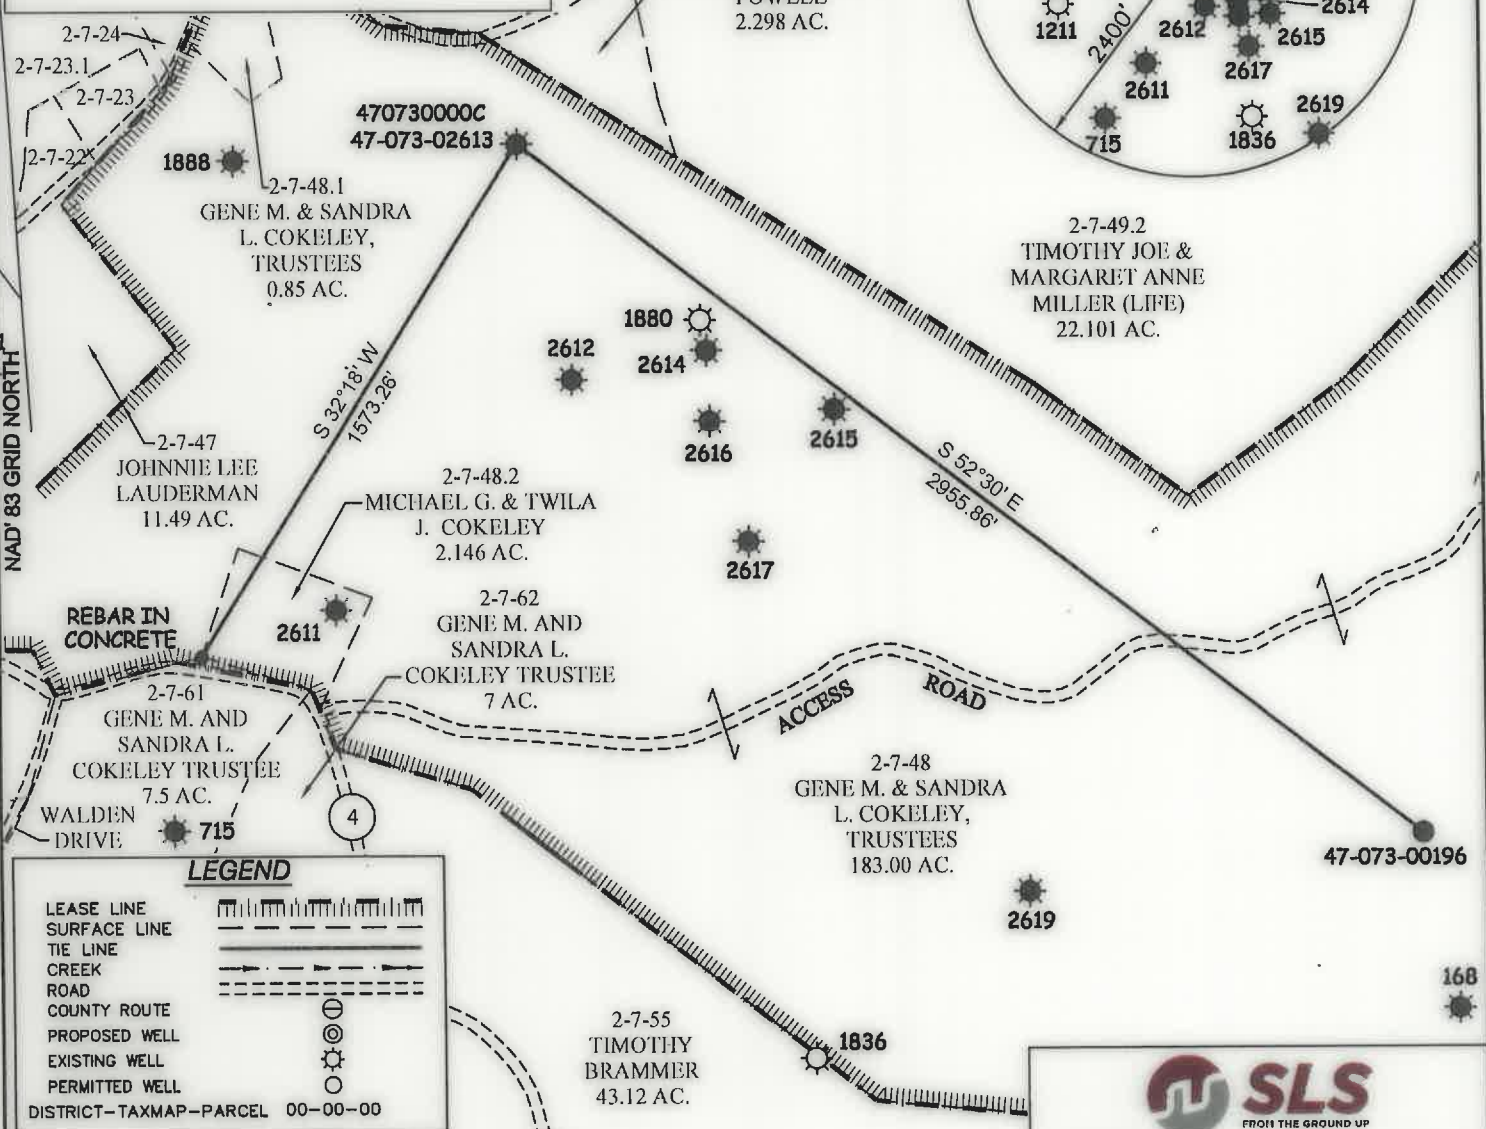 2.298 AC.
2-7-24
2-7-23.1
2-7-23
2-7-22
1888
470730000C
47-073-02613
2-7-48.1
GENE M. & SANDRA
L. COKELEY,
TRUSTEES
0.85 AC.
1211
2400'
2612
2614
2615
2617
2611
715
1836
2619
2-7-49.2
TIMOTHY JOE &
MARGARET ANNE
MILLER (LIFE)
22.101 AC.
1880
2612
2614
2616
2615
S 32°18' W
1573.26'
S 52°30' E
2955.86'
NAD'83 GRID NORTH
2-7-47
JOHNNIE LEE
LAUDERMAN
11.49 AC.
2-7-48.2
MICHAEL G. & TWILA
J. COKELEY
2.146 AC.
2617
REBAR IN
CONCRETE
2611
2-7-62
GENE M. AND
SANDRA L.
COKELEY TRUSTEE
7 AC.
2-7-61
GENE M. AND
SANDRA L.
COKELEY TRUSTEE
7.5 AC.
WALDEN
DRIVE
715
4
ACCESS ROAD
2-7-48
GENE M. & SANDRA
L. COKELEY,
TRUSTEES
183.00 AC.
47-073-00196
2619
168
2-7-55
TIMOTHY
BRAMMER
43.12 AC.
1836
LEGEND
LEASE LINE
SURFACE LINE
TIE LINE
CREEK
ROAD
COUNTY ROUTE
PROPOSED WELL
EXISTING WELL
PERMITTED WELL
DISTRICT-TAXMAP-PARCEL 00-00-00
SLS
FROM THE GROUND UP